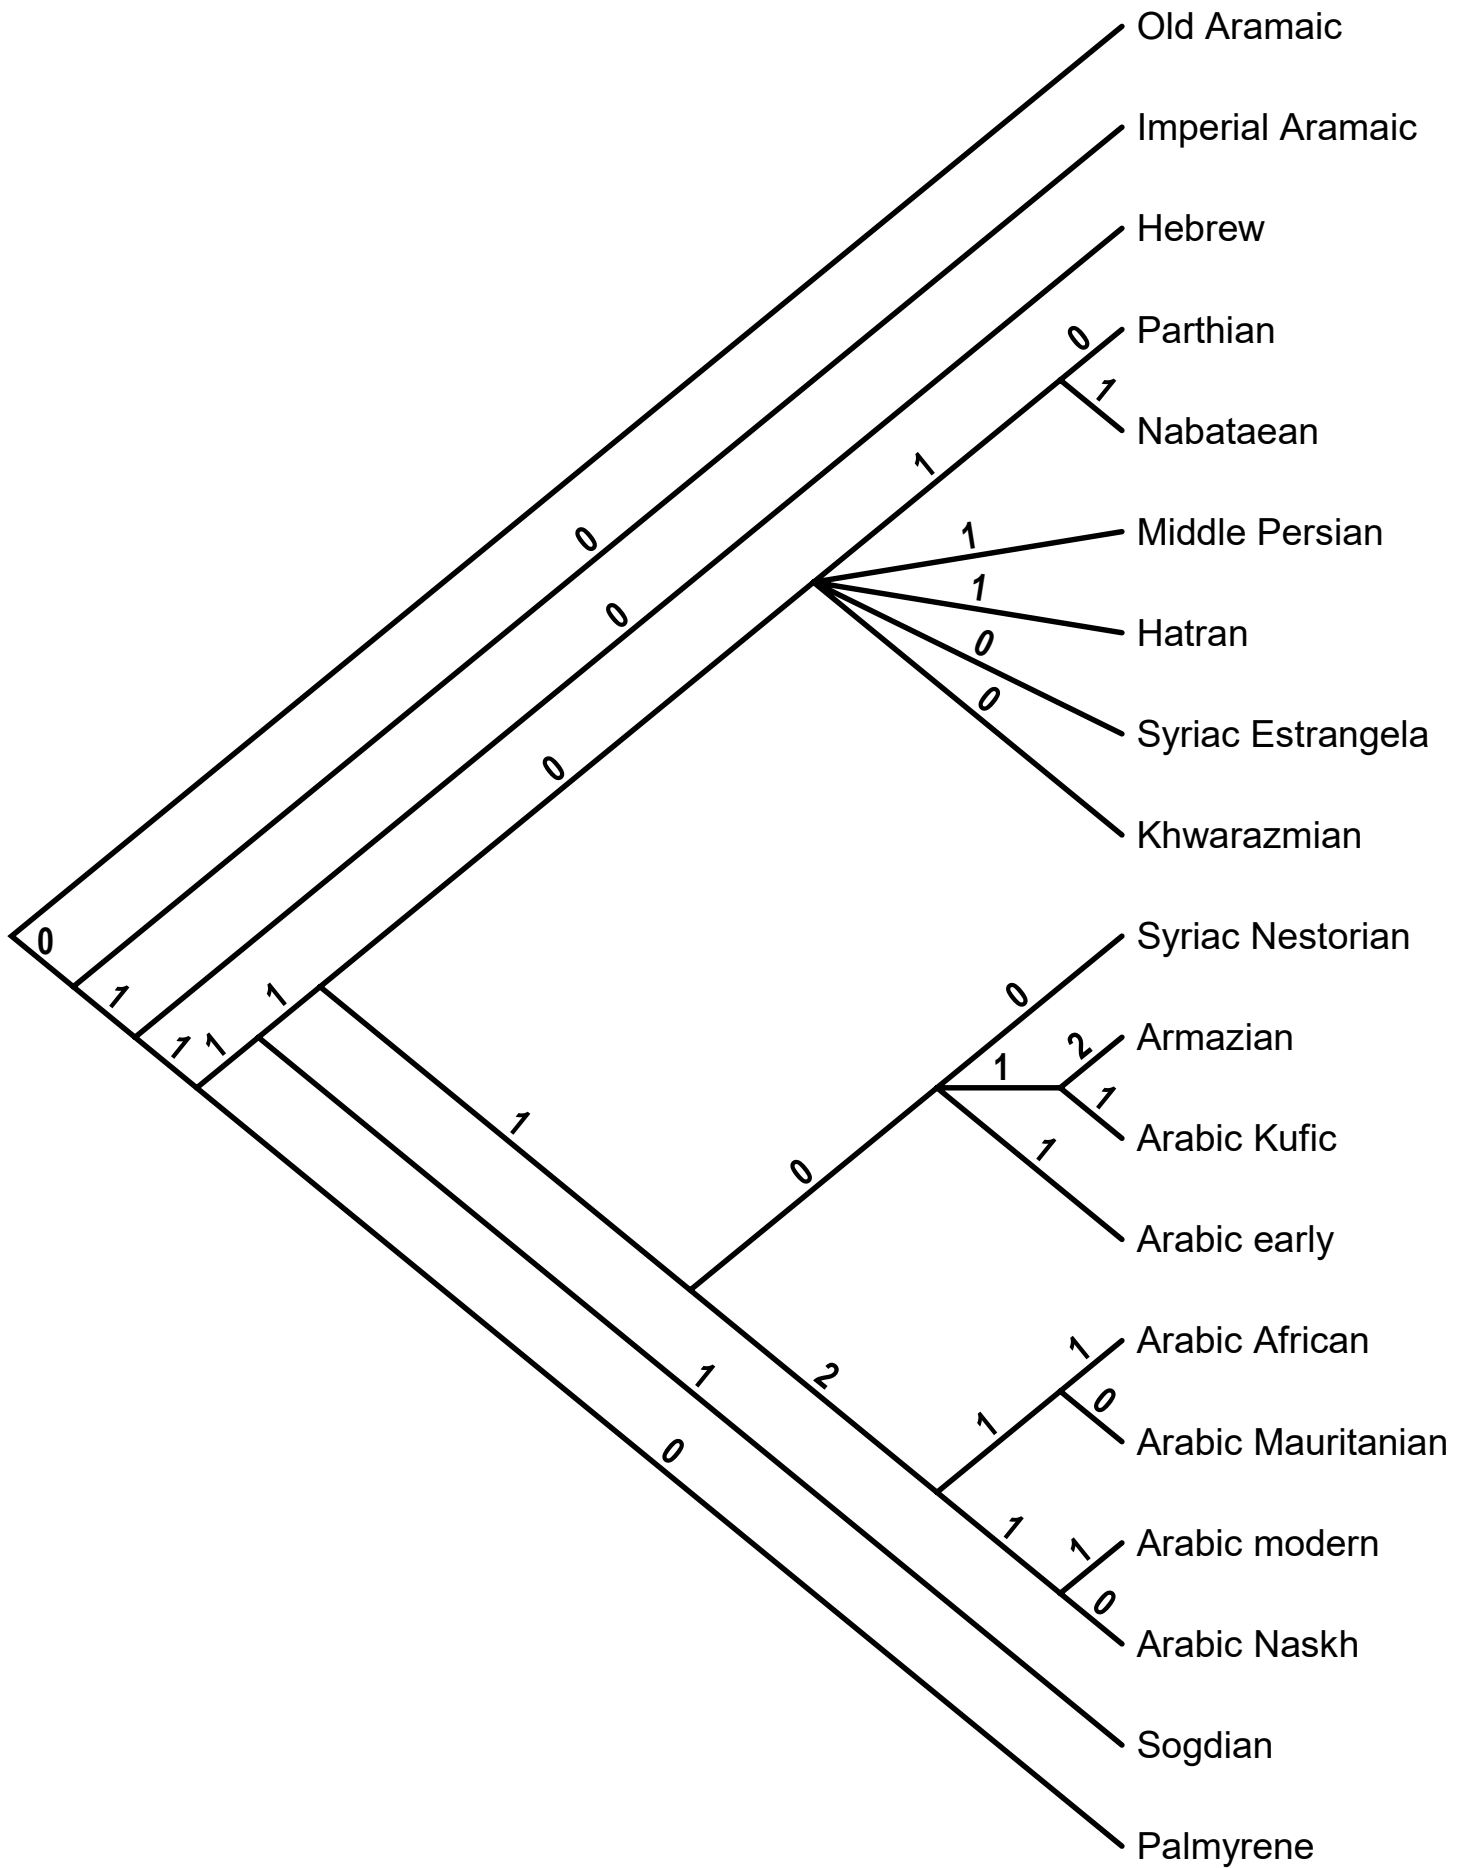 Old Aramaic
Imperial Aramaic
Hebrew
0
Parthian
1
Nabataean
1
1
Middle Persian
0
1
Hatran
0
0
Syriac Estrangela
0
0
Khwarazmian
0
Syriac Nestorian
1
1
0
2
Armazian
1
1
1
1
Arabic Kufic
1
1
0
Arabic early
1
Arabic African
2
1
0
1
Arabic Mauritanian
0
1
1
Arabic modern
0
Arabic Naskh
Sogdian
Palmyrene